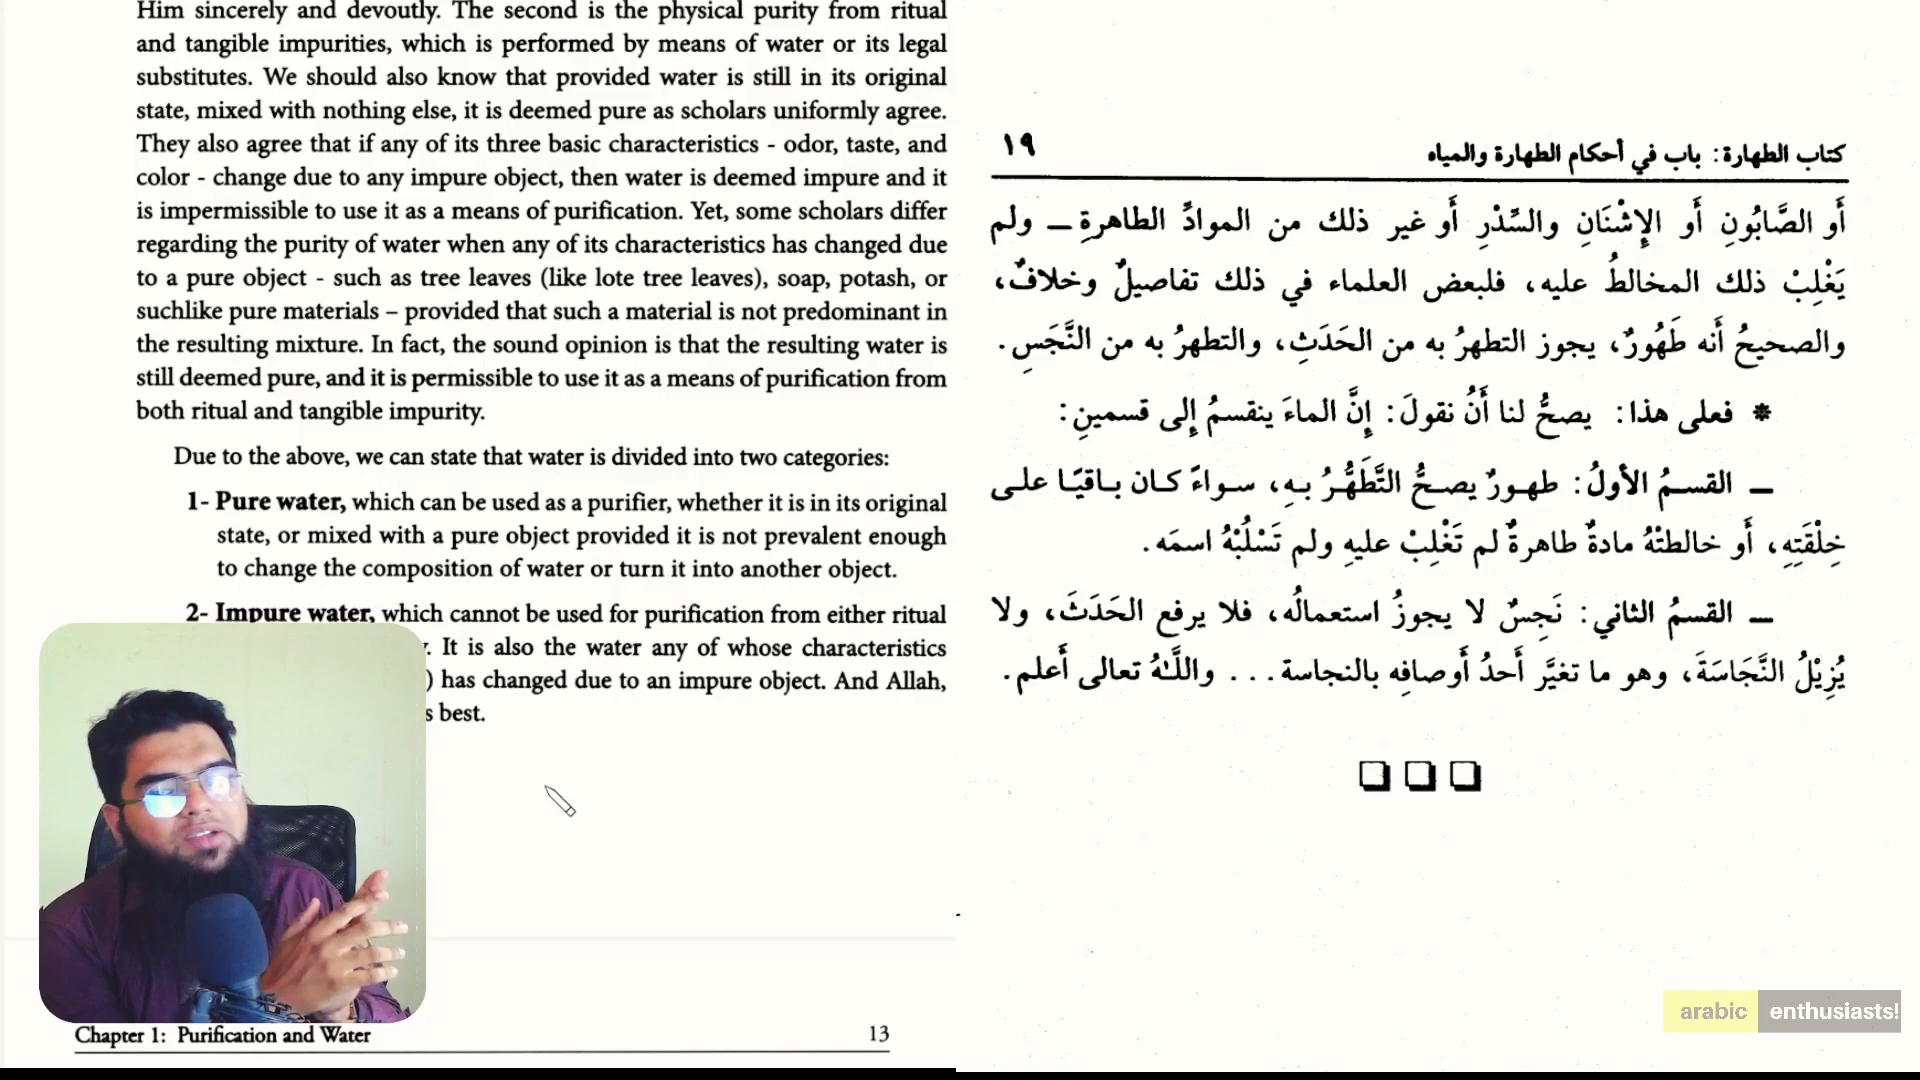 Him sincerely and devoutly. The second is the physical purity from ritual
and tangible impurities, which is performed by means of water or its legal
substitutes. We should also know that provided water is still in its original
state, mixed with nothing else, it is deemed pure as scholars uniformly agree.
They also agree that if any of its three basic characteristics - odor, taste, and
color - change due to any impure object, then water is deemed impure and it
is impermissible to use it as a means of purification. Yet, some scholars differ
regarding the purity of water when any of its characteristics has changed due
to a pure object - such as tree leaves (like lote tree leaves), soap, potash, or
suchlike pure materials – provided that such a material is not predominant in
the resulting mixture. In fact, the sound opinion is that the resulting water is
still deemed pure, and it is permissible to use it as a means of purification from
both ritual and tangible impurity.
Due to the above, we can state that water is divided into two categories:
1- Pure water, which can be used as a purifier, whether it is in its original
state, or mixed with a pure object provided it is not prevalent enough
to change the composition of water or turn it into another object.
2- Impure water, which cannot be used for purification from either ritual
. It is also the water any of whose characteristics
) has changed due to an impure object. And Allah,
s best.
Chapter 1: Purification and Water 13
كتاب الطهارة: باب في أحكام الطهارة والمياه ١٩
أَو الصَّابُونِ أَو الإِشْنَانِ والسِّدْرِ أَو غير ذلك من الموادِّ الطاهرةِ ــ ولم
يَغْلِبْ ذلك المخالطُ عليه، فلبعض العلماء في ذلك تفاصيلٌ وخلافٌ،
والصحيحُ أَنه طَهُورٌ، يجوز التطهرُ به من الحَدَثِ، والتطهرُ به من النَّجَسِ.
* فعلى هذا: يصحُّ لنا أَنُ نقولَ: إِنَّ الماءَ ينقسمُ إِلى قسمينِ:
ــ القسمُ الأولُ: طهورٌ يصحُّ التَّطَهُّرُ بهِ، سواءً كان باقيًا على
خِلْقَتِهِ، أَو خالطتْهُ مادةٌ طاهرةٌ لم تَغْلِبْ عليهِ ولم تَسْلُبْهُ اسمَه.
ــ القسمُ الثاني: نَجِسٌ لا يجوزُ استعمالُه، فلا يرفع الحَدَثَ، ولا
يُزِيْلُ النَّجَاسَةَ، وهو ما تغيَّر أَحدُ أَوصافِه بالنجاسة... واللَّهُ تعالى أَعلم.
arabic enthusiasts!